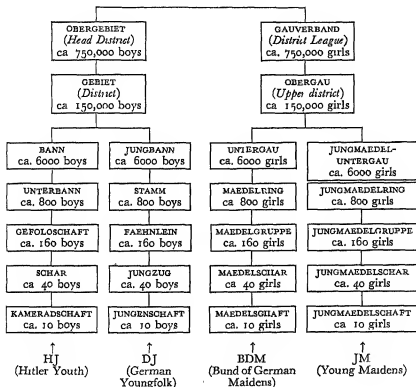 OBERGEBIET
(Head District)
ca 750,000 boys
GAUVERBAND
(District League)
ca. 750,000 girls
GEBIET
(District)
ca 150,000 boys
OBERGAU
(Upper district)
ca 150,000 girls
BANN
ca. 6000 boys
JUNGBANN
ca 6000 boys
UNTERGAU
ca. 6000 girls
JUNGMAEDEL-
UNTERGAU
ca. 6000 girls
UNTERBANN
ca. 800 boys
STAMM
ca. 800 boys
MAEDELRING
ca 800 girls
JUNGMAEDELRING
ca. 800 girls
GEFOLOSCHAFT
ca. 160 boys
FAEHNLEIN
ca. 160 boys
MAEDELGRUPPE
ca 160 girls
JUNGMAEDELGRUPPE
ca. 160 girls
SCHAR
ca 40 boys
JUNGZUG
ca. 40 boys
MAEDELSCHAR
ca 40 girls
JUNGMAEDELSCHAR
ca 40 girls
KAMERADSCHAFT
ca. 10 boys
JUNGENSCHAFT
ca 10 boys
MAEDELSGHAFT
ca. 10 girls
JUNGMAEDELSCHAFT
ca 10 girls
HJ
(Hitler Youth)
DJ
(German
Youngfolk)
BDM
(Bund of German
Maidens)
JM
(Young Maidens)